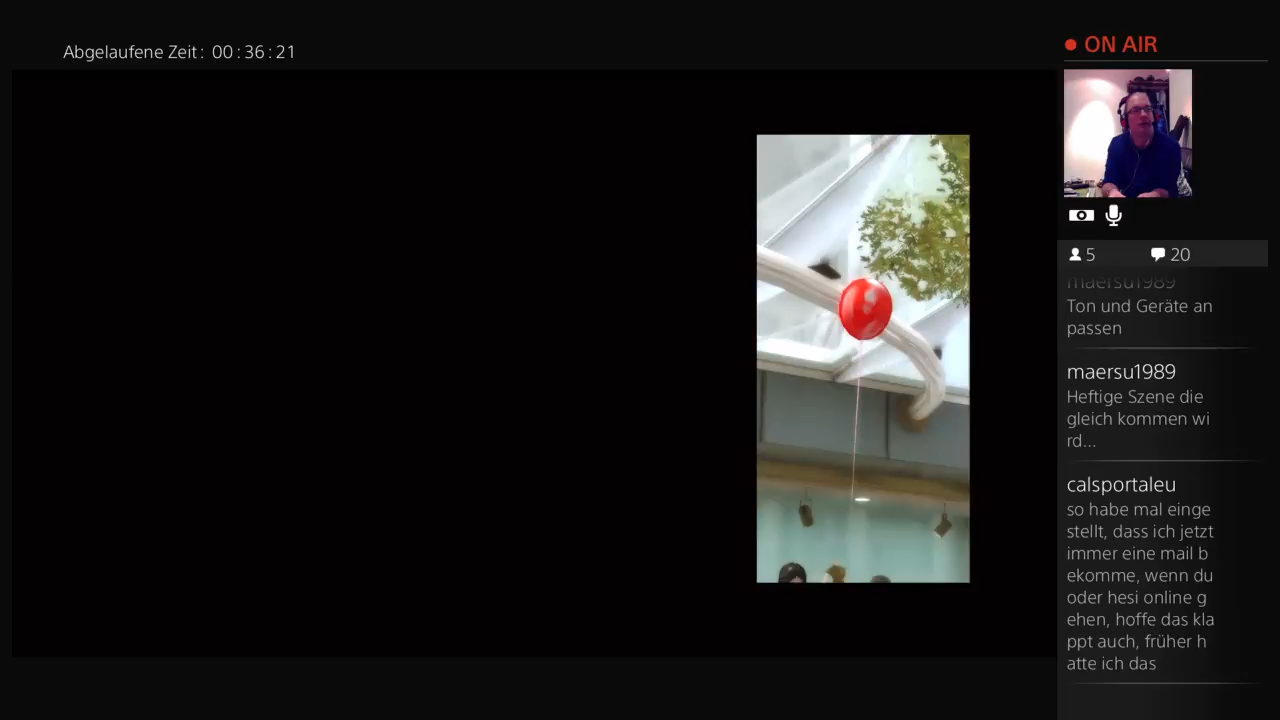 Abgelaufene Zeit: 00:36:21
ON AIR
5 20
maersu1989
Ton und Geräte an
passen
maersu1989
Heftige Szene die
gleich kommen wi
rd...
calsportaleu
so habe mal einge
stellt, dass ich jetzt
immer eine mail b
ekomme, wenn du
oder hesi online g
ehen, hoffe das kla
ppt auch, früher h
atte ich das